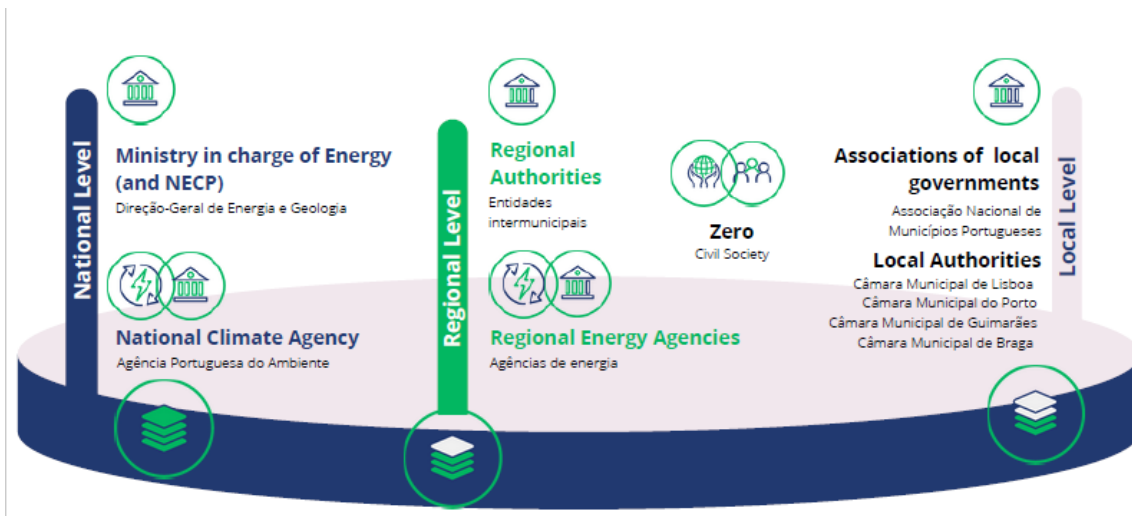 National Level
Ministry in charge of Energy
(and NECP)
Direção-Geral de Energia e Geologia
National Climate Agency
Agência Portuguesa do Ambiente
Regional Level
Regional
Authorities
Entidades
intermunicipais
Regional Energy Agencies
Agências de energia
Zero
Civil Society
Associations of local
governments
Associação Nacional de
Municípios Portugueses
Local Authorities
Câmara Municipal de Lisboa
Câmara Municipal do Porto
Câmara Municipal de Guimarães
Câmara Municipal de Braga
Local Level